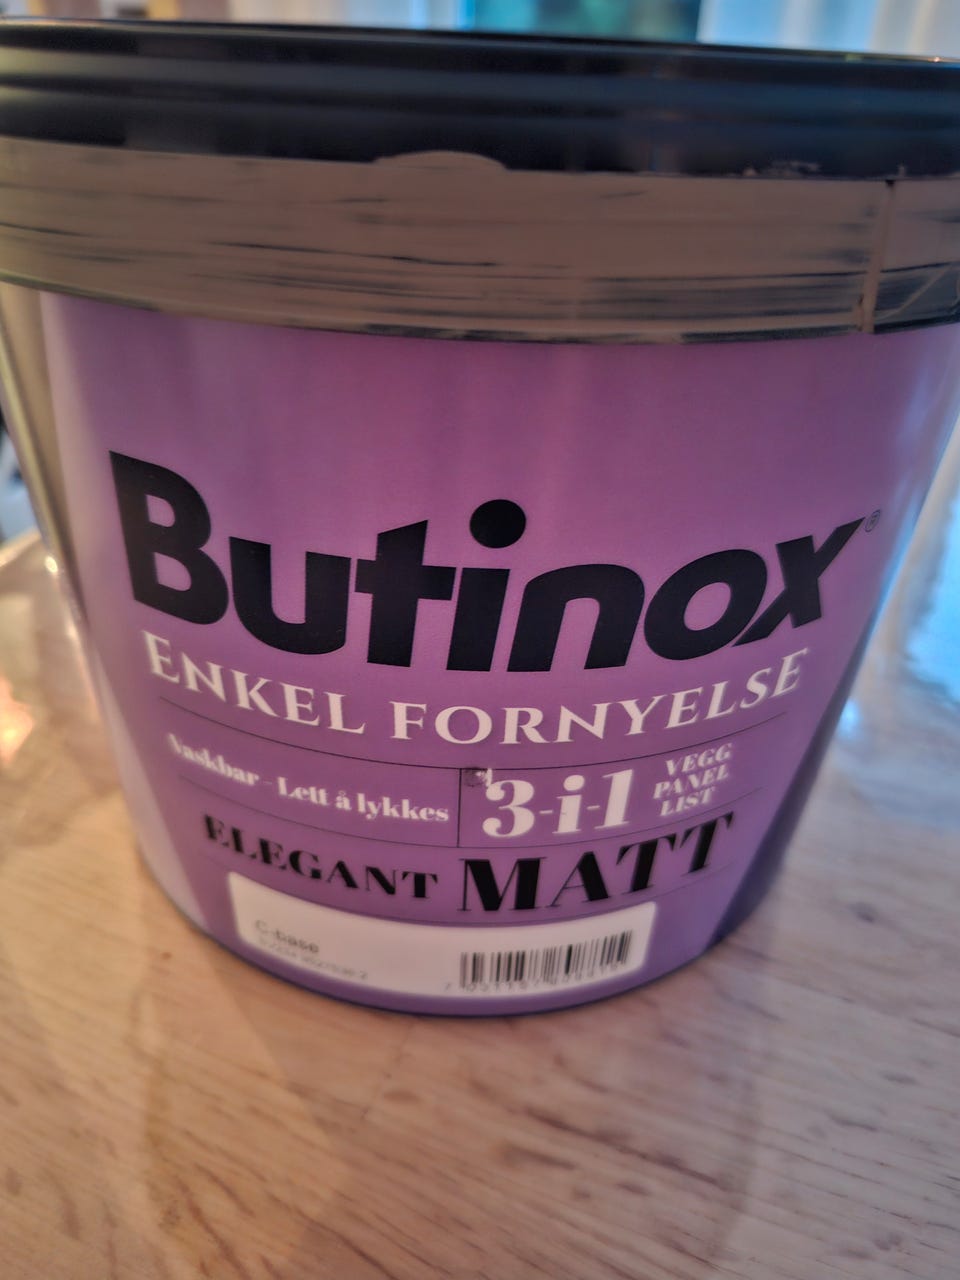 Butinox®
ENKEL FORNYELSE
Vaskbar - Lett å lykkes
3-i-1
VEGG
PANEL
LIST
ELEGANT MATT
C-base